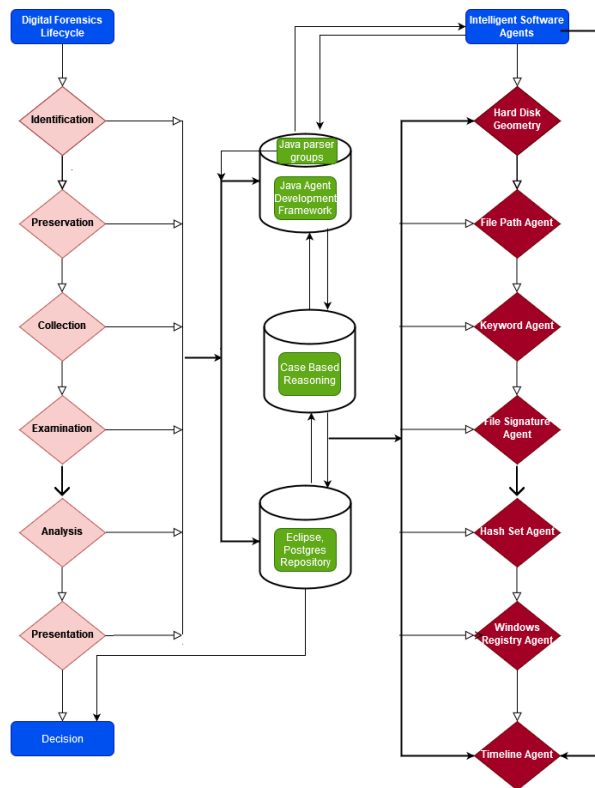 Digital Forensics
Lifecycle
Identification
Preservation
Collection
Examination
Analysis
Presentation
Decision
Java parser
groups
Java Agent
Development
Framework
Case Based
Reasoning
Eclipse,
Postgres
Repository
Intelligent Software
Agents
Hard Disk
Geometry
File Path Agent
Keyword Agent
File Signature
Agent
Hash Set Agent
Windows
Registry Agent
Timeline Agent